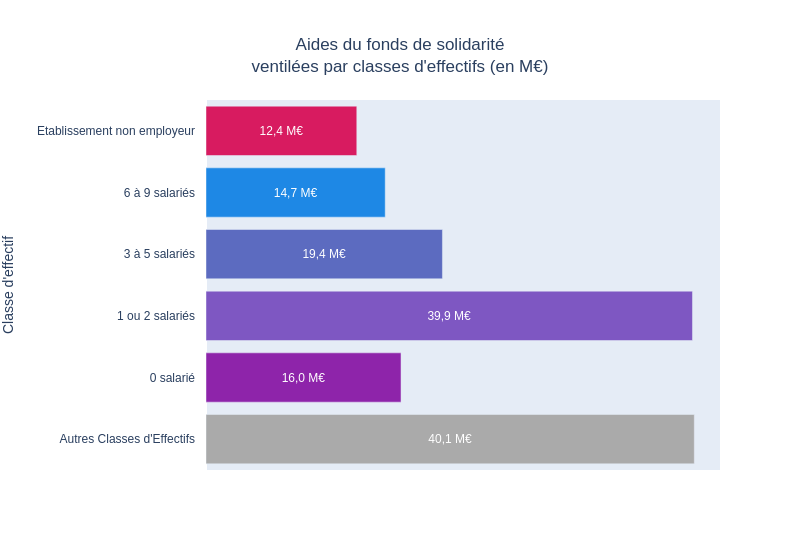 Aides du fonds de solidarité
ventilées par classes d'effectifs (en M€)
Classe d'effectif
Etablissement non employeur
12,4 M€
6 à 9 salariés
14,7 M€
3 à 5 salariés
19,4 M€
1 ou 2 salariés
39,9 M€
0 salarié
16,0 M€
Autres Classes d'Effectifs
40,1 M€